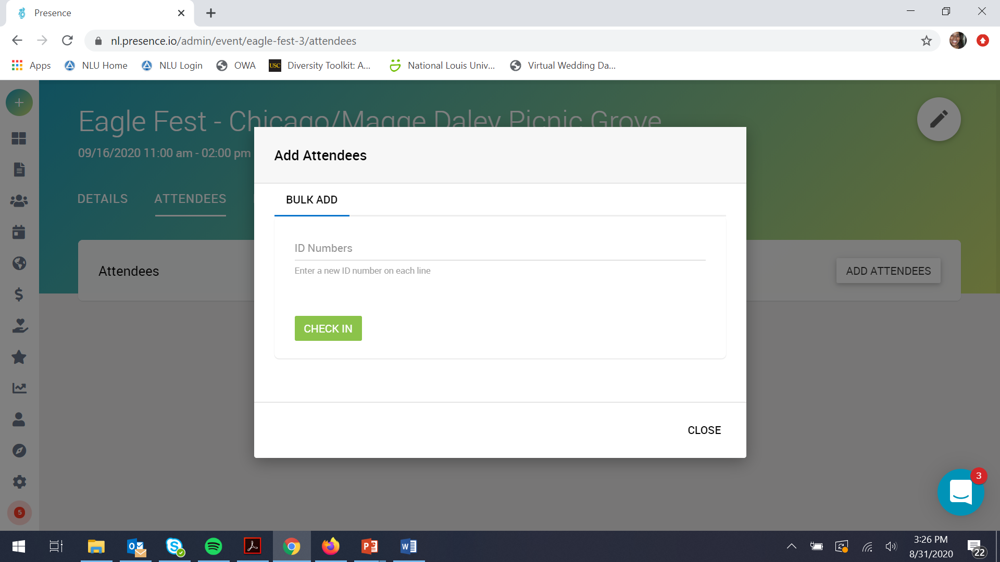 Presence
nl.presence.io/admin/event/eagle-fest-3/attendees
Apps
NLU Home
NLU Login
OWA
USC
Diversity Toolkit: A...
National Louis Univ...
Virtual Wedding Da...
Eagle Fest - Chicago/Magge Daley Picnic Grove
09/16/2020 11:00 am - 02:00 pm
DETAILS
ATTENDEES
Attendees
ADD ATTENDEES
Add Attendees
BULK ADD
ID Numbers
Enter a new ID number on each line
CHECK IN
CLOSE
3
5
3:26 PM
8/31/2020
22